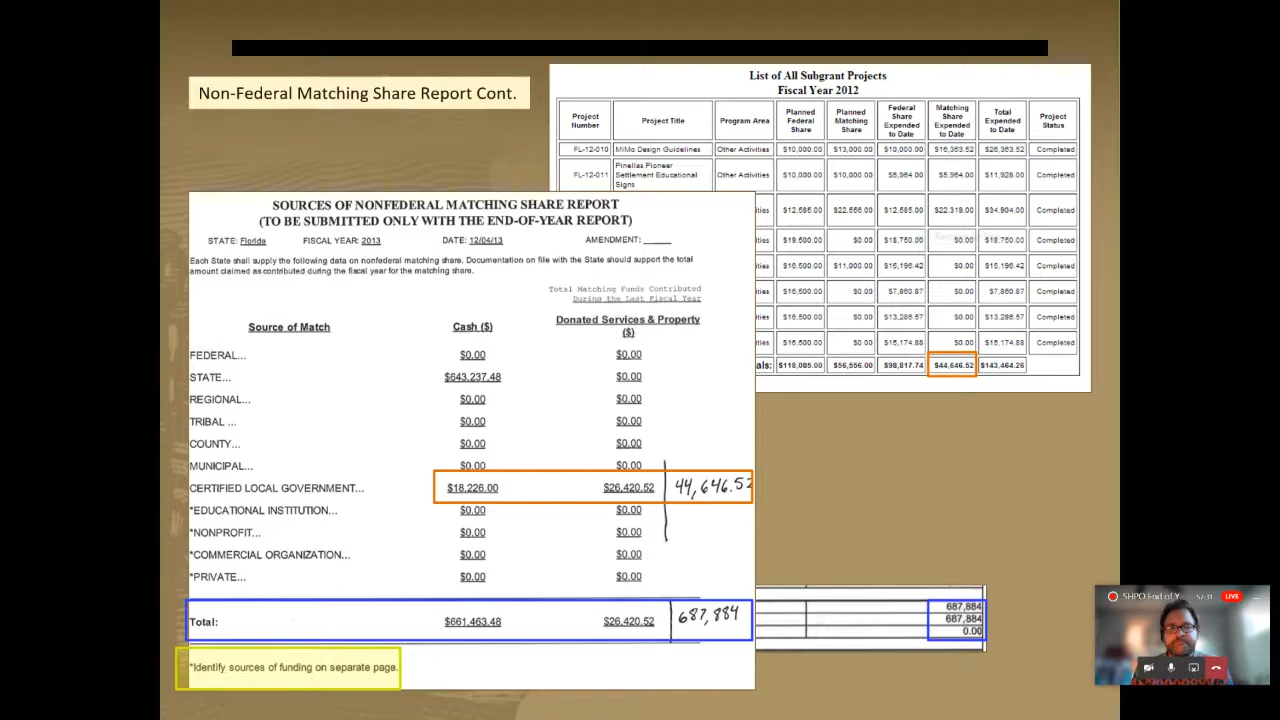 Non-Federal Matching Share Report Cont.
List of All Subgrant Projects
Fiscal Year 2012
Project Number Project Title Program Area Planned Federal Share Planned Matching Share Federal Share Expended to Date Matching Share Expended to Date Total Expended to Date Project Status
FL-12-010 MiMo Design Guidelines Other Activities $10,000.00 $13,000.00 $10,000.00 $16,363.52 $26,363.52 Completed
FL-12-011 Pinellas Pioneer Settlement Educational Signs Other Activities $10,000.00 $10,000.00 $5,964.00 $5,964.00 $11,928.00 Completed
ities $12,585.00 $22,556.00 $12,585.00 $22,319.00 $34,904.00 Completed
ities $19,500.00 $0.00 $18,750.00 $0.00 $18,750.00 Completed
ities $16,500.00 $11,000.00 $15,196.42 $0.00 $15,196.42 Completed
ities $16,500.00 $0.00 $7,860.87 $0.00 $7,860.87 Completed
ities $16,500.00 $0.00 $13,286.57 $0.00 $13,286.57 Completed
ities $16,500.00 $0.00 $15,174.88 $0.00 $15,174.88 Completed
als: $118,085.00 $56,556.00 $98,817.74 $44,646.52 $143,464.26
SOURCES OF NONFEDERAL MATCHING SHARE REPORT
(TO BE SUBMITTED ONLY WITH THE END-OF-YEAR REPORT)
STATE: Florida FISCAL YEAR: 2013 DATE: 12/04/13 AMENDMENT:
Each State shall supply the following data on nonfederal matching share. Documentation on file with the State should support the total
amount claimed as contributed during the fiscal year for the matching share.
Total Matching Funds Contributed
During the Last Fiscal Year
Source of Match Cash ($) Donated Services & Property
($)
FEDERAL... $0.00 $0.00
STATE... $643,237.48 $0.00
REGIONAL... $0.00 $0.00
TRIBAL ... $0.00 $0.00
COUNTY... $0.00 $0.00
MUNICIPAL... $0.00 $0.00
CERTIFIED LOCAL GOVERNMENT... $18,226.00 $26,420.52 44,646.52
*EDUCATIONAL INSTITUTION... $0.00 $0.00
*NONPROFIT... $0.00 $0.00
*COMMERCIAL ORGANIZATION... $0.00 $0.00
*PRIVATE... $0.00 $0.00
Total: $661,463.48 $26,420.52 687,884
*Identify sources of funding on separate page.
687,884
687,884
0.00
SHPO End of Y 57:31 LIVE